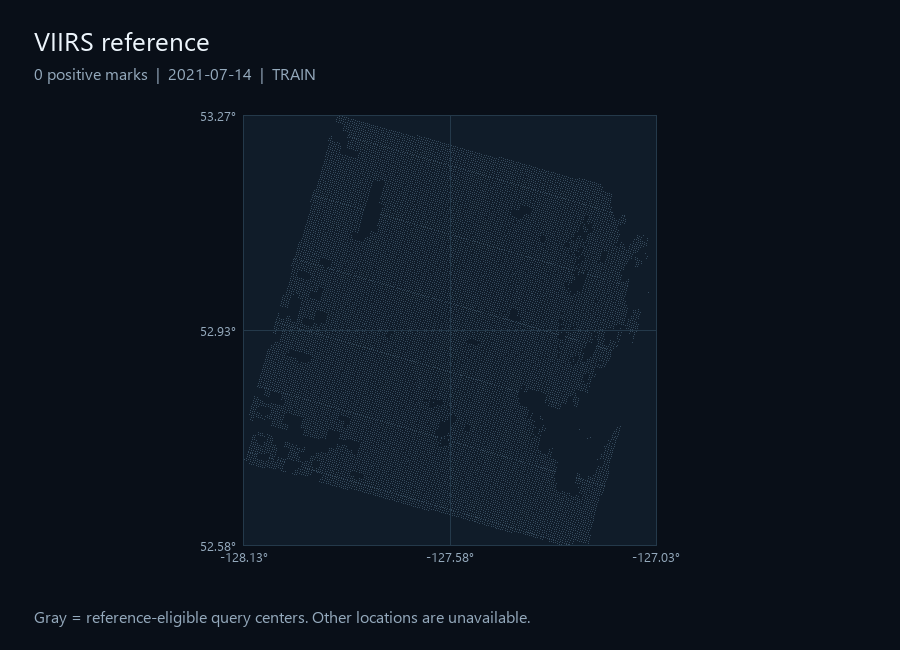 VIIRS reference
0 positive marks | 2021-07-14 | TRAIN
53.27°
52.93°
52.58°
-128.13° -127.58° -127.03°
Gray = reference-eligible query centers. Other locations are unavailable.